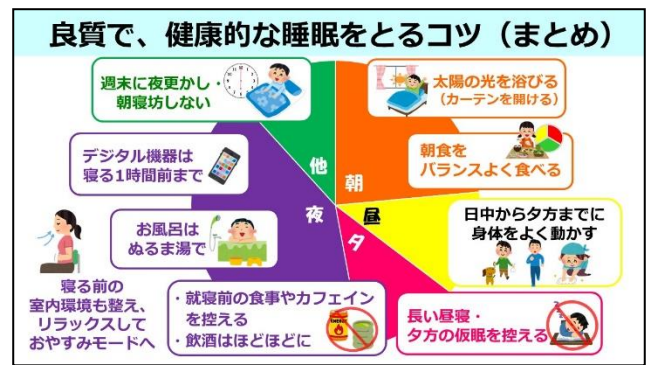 良質で、健康的な睡眠をとるコツ（まとめ）
週末に夜更かし・
朝寝坊しない
太陽の光を浴びる
（カーテンを開ける）
デジタル機器は
寝る1時間前まで
朝食を
バランスよく食べる
他
朝
夜
昼
夕
お風呂は
ぬるま湯で
日中から夕方までに
身体をよく動かす
寝る前の
室内環境も整え、
リラックスして
おやすみモードへ
・就寝前の食事やカフェイン
を控える
・飲酒はほどほどに
長い昼寝・
夕方の仮眠を控える